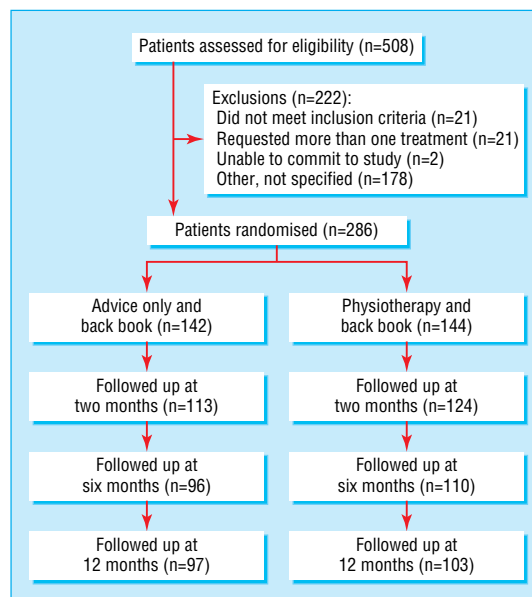 Patients assessed for eligibility (n=508)
Exclusions (n=222):
Did not meet inclusion criteria (n=21)
Requested more than one treatment (n=21)
Unable to commit to study (n=2)
Other, not specified (n=178)
Patients randomised (n=286)
Advice only and
back book (n=142)
Physiotherapy and
back book (n=144)
Followed up at
two months (n=113)
Followed up at
two months (n=124)
Followed up at
six months (n=96)
Followed up at
six months (n=110)
Followed up at
12 months (n=97)
Followed up at
12 months (n=103)